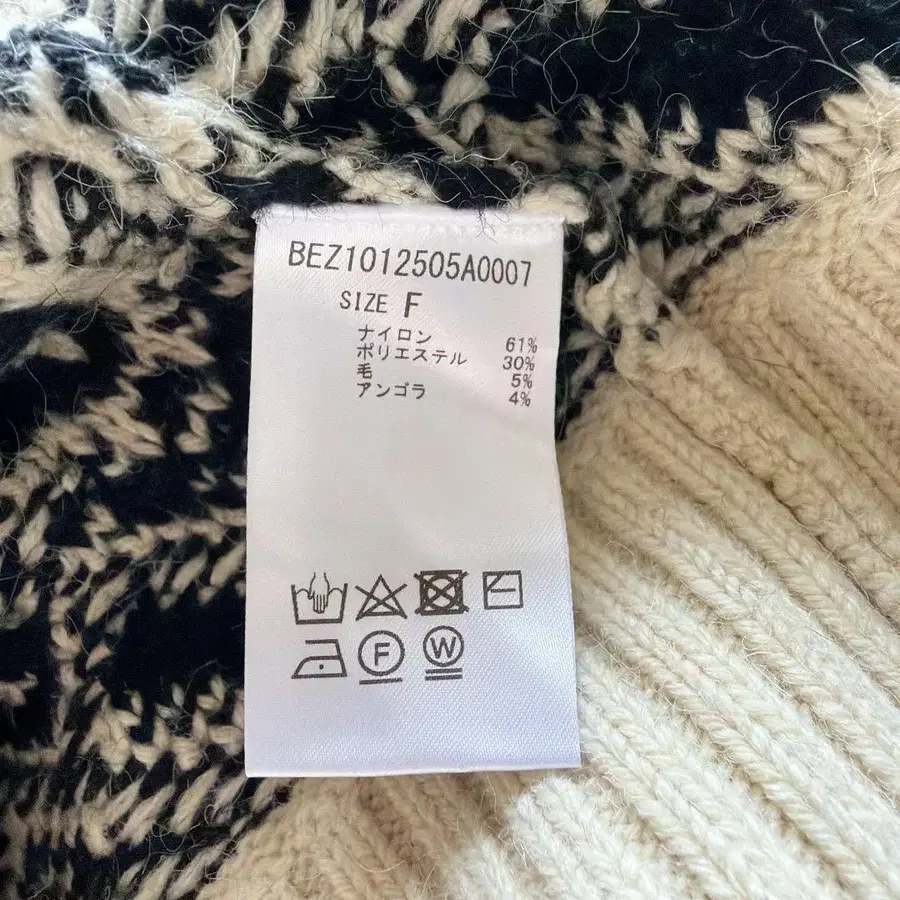 BEZ1012505A0007
SIZE F
ナイロン 61%
ポリエステル 30%
毛 5%
アンゴラ 4%
F W